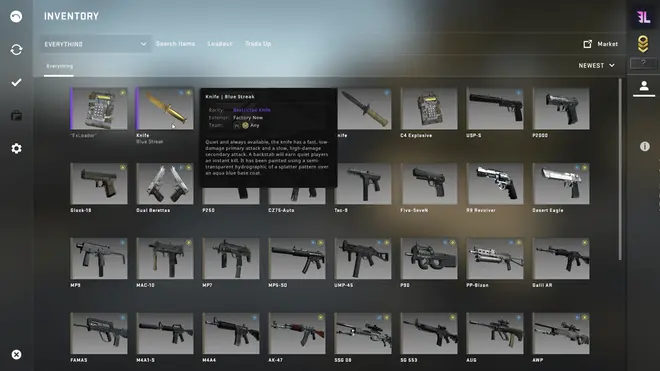 INVENTORY
EVERYTHING
Search Items
Loadout
Trade Up
Market
Everything
NEWEST
"ExLoader"
Knife
Blue Streak
Knife | Blue Streak
Rarity: Restricted Knife
Exterior: Factory New
Team: Any
Quiet and always available, the knife has a fast, low-
damage primary attack and a slow, high-damage
secondary attack. A backstab will earn quiet players
an instant kill. It has been painted using a semi-
transparent hydrographic of a splatter pattern over
an aqua blue base coat.
Knife
C4 Explosive
USP-S
P2000
Glock-18
Dual Berettas
P250
CZ75-Auto
Tec-9
Five-SeveN
R8 Revolver
Desert Eagle
MP9
MAC-10
MP7
MP5-SD
UMP-45
P90
PP-Bizon
Galil AR
FAMAS
M4A1-S
M4A4
AK-47
SSG 08
SG 553
AUG
AWP